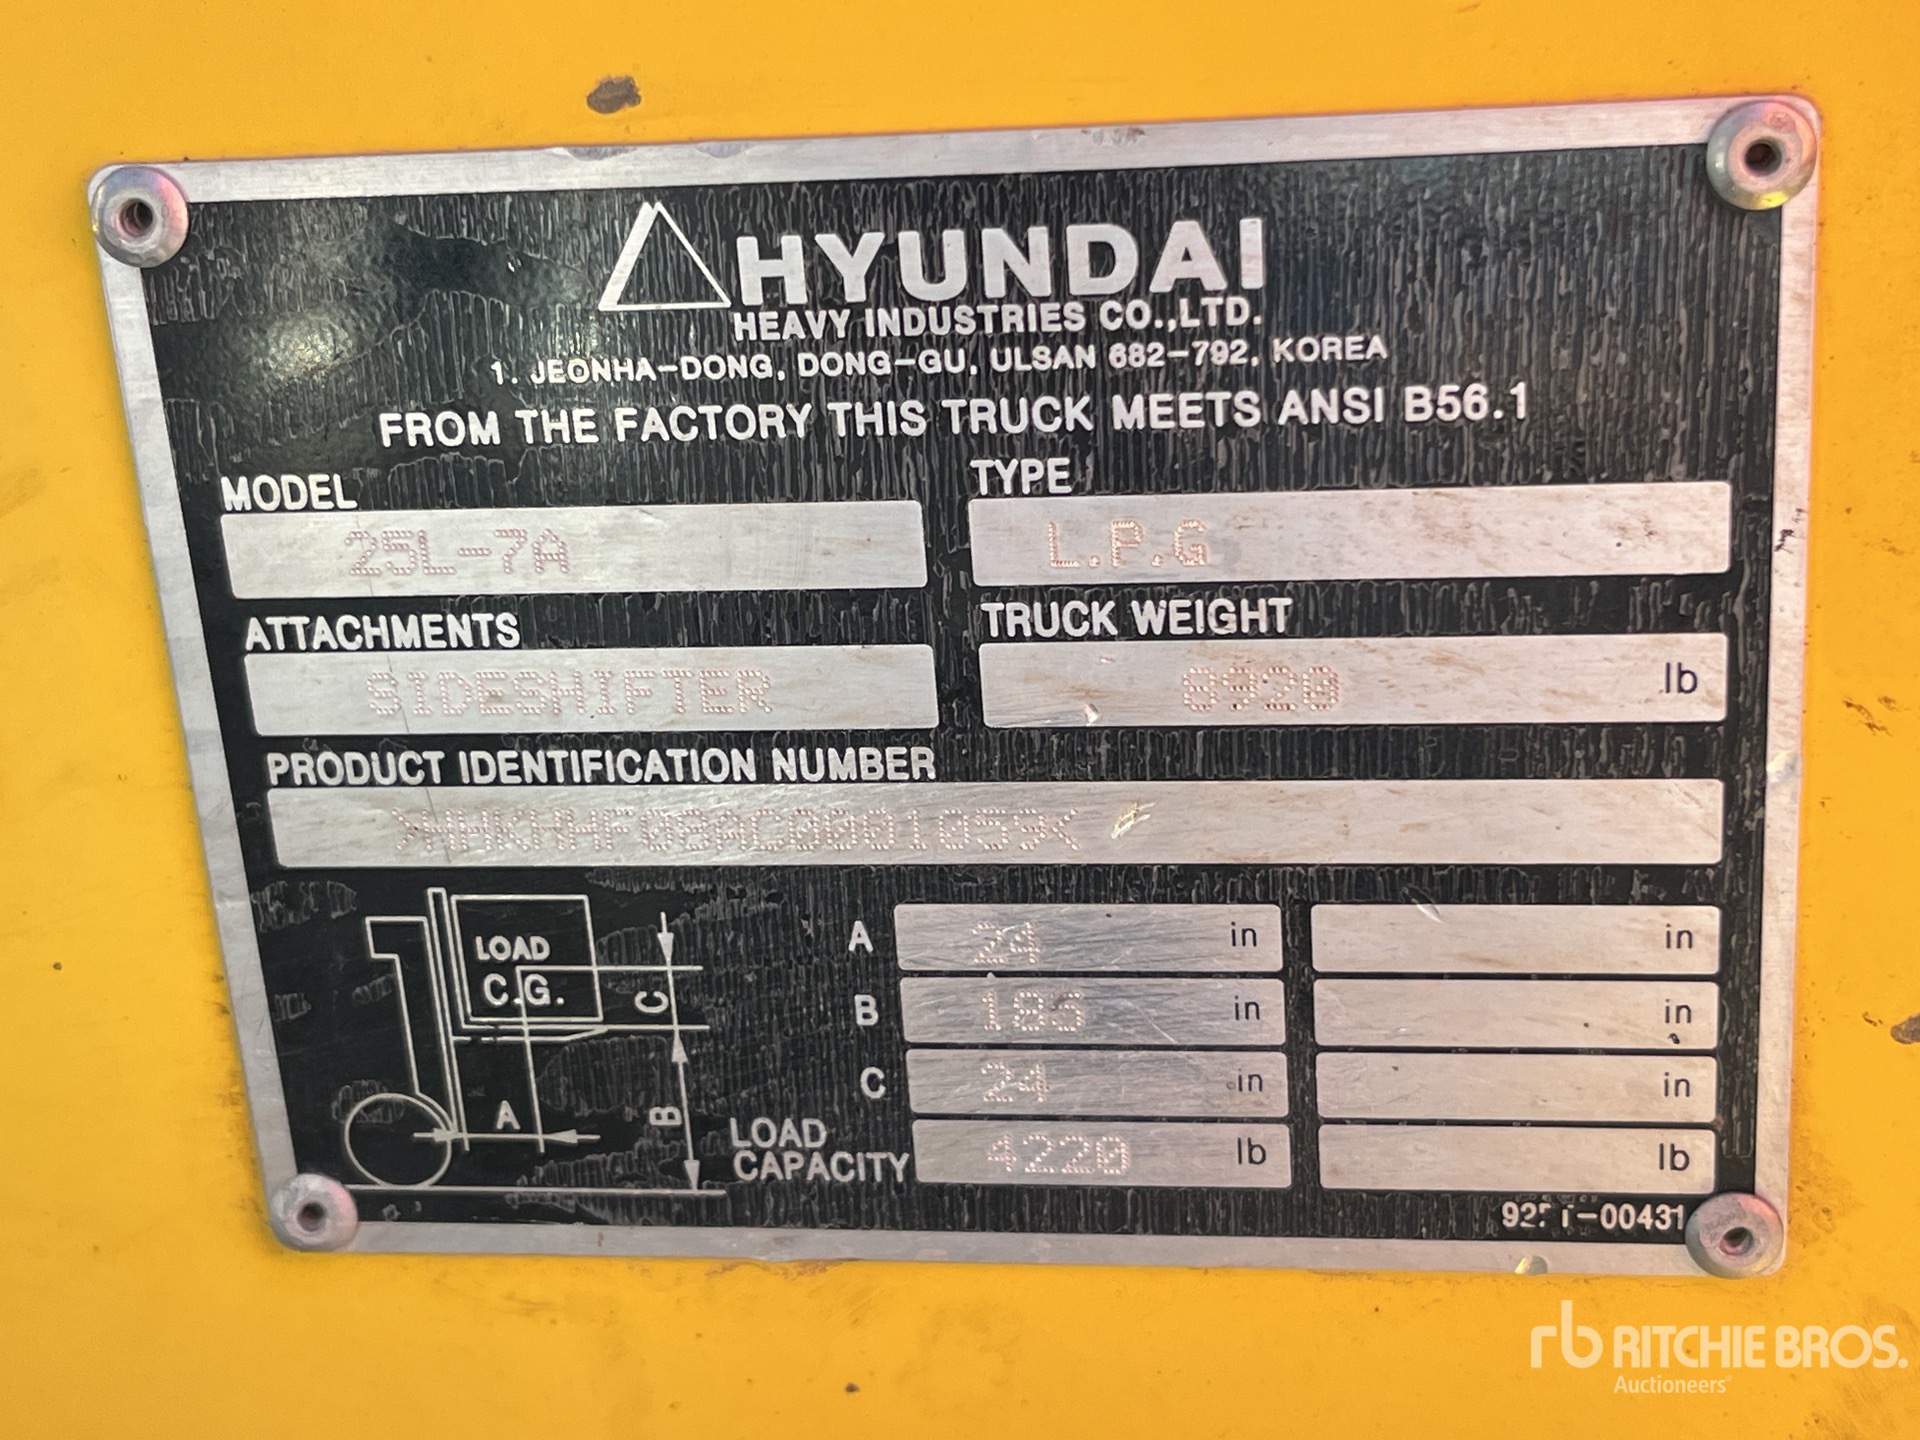 HYUNDAI
HEAVY INDUSTRIES CO.,LTD.
1. JEONHA-DONG, DONG-GU, ULSAN 682-792, KOREA
FROM THE FACTORY THIS TRUCK MEETS ANSI B56.1
MODEL
25L-7A
TYPE
L.P.G
ATTACHMENTS
SIDESHIFTER
TRUCK WEIGHT
8920 lb
PRODUCT IDENTIFICATION NUMBER
LOAD
C.G.
C
A
B
A 24 in in
B in in
C 24 in in
LOAD
CAPACITY 4220 lb lb
rb RITCHIE BROS.
Auctioneers